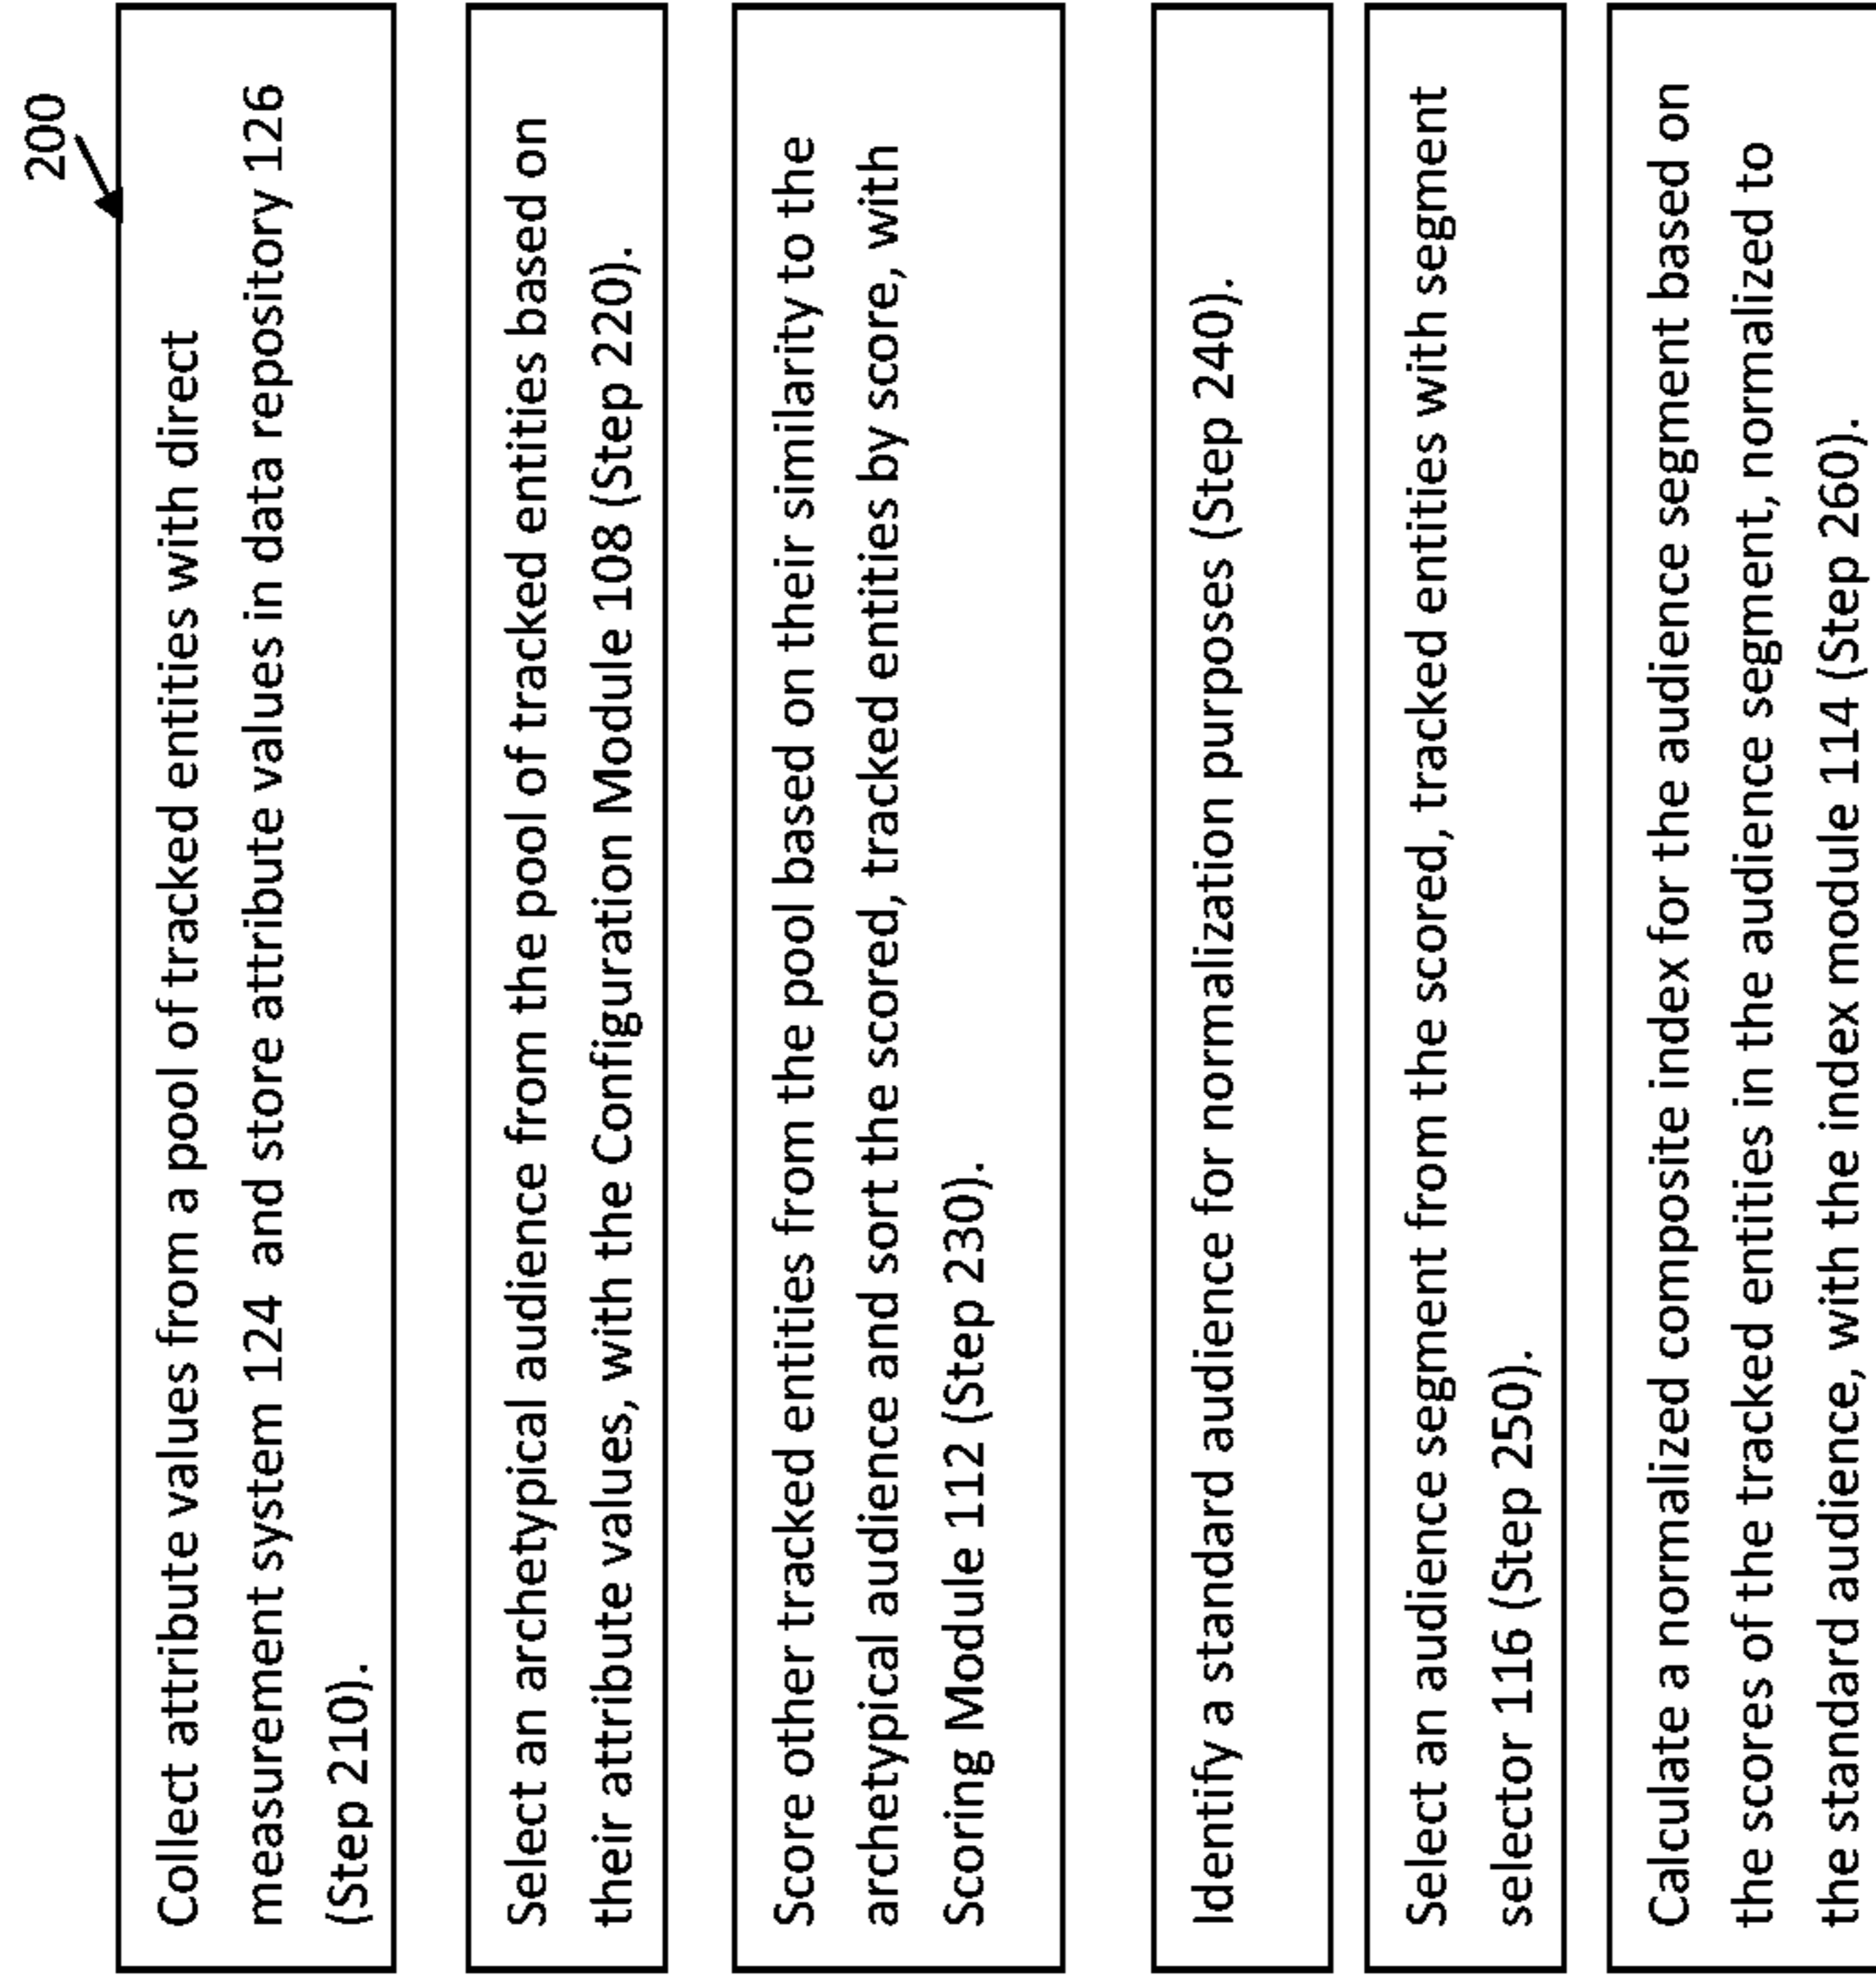 200
Collect attribute values from a pool of tracked entities with direct
measurement system 124 and store attribute values in data repository 126
(Step 210).
Select an archetypical audience from the pool of tracked entities based on
their attribute values, with the Configuration Module 108 (Step 220).
Score other tracked entities from the pool based on their similarity to the
archetypical audience and sort the scored, tracked entities by score, with
Scoring Module 112 (Step 230).
Identify a standard audience for normalization purposes (Step 240).
Select an audience segment from the scored, tracked entities with segment
selector 116 (Step 250).
Calculate a normalized composite index for the audience segment based on
the scores of the tracked entities in the audience segment, normalized to
the standard audience, with the index module 114 (Step 260).